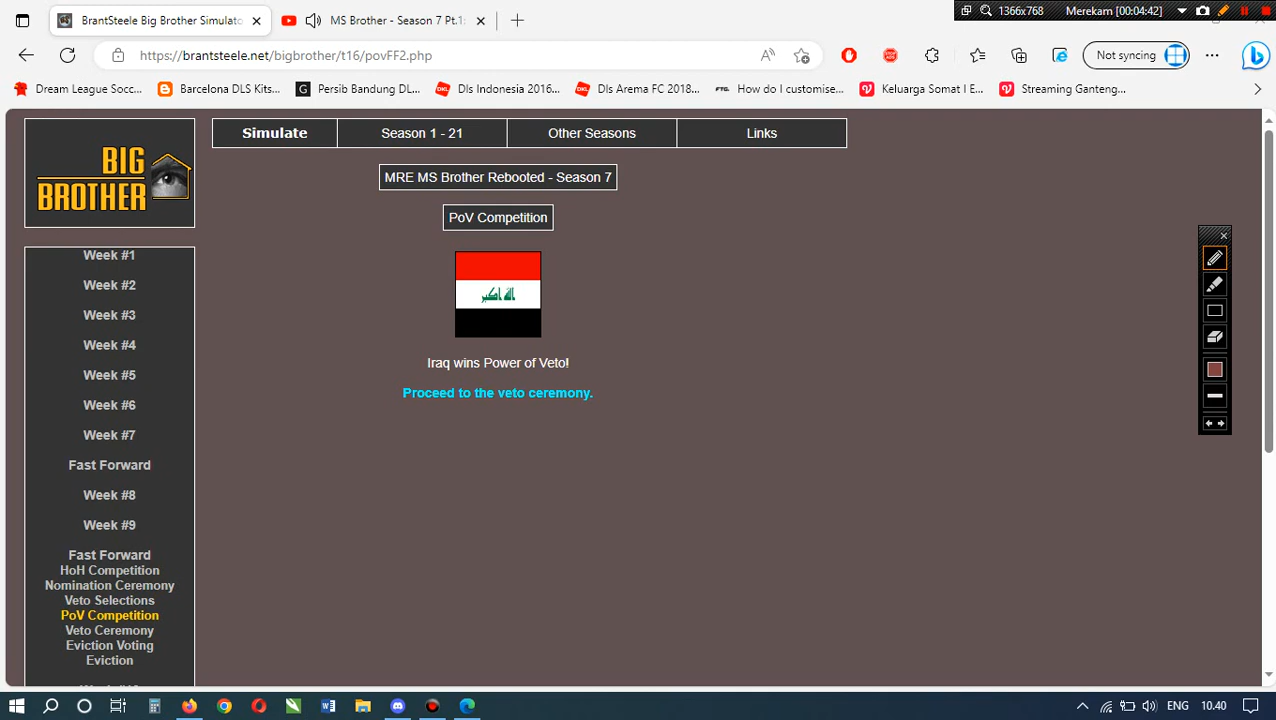 BrantSteele Big Brother Simulato
MS Brother - Season 7 Pt.1:
1366x768
Merekam [00:04:42]
https://brantsteele.net/bigbrother/t16/povFF2.php
Not syncing
Dream League Socc...
Barcelona DLS Kits...
Persib Bandung DL...
Dls Indonesia 2016...
Dls Arema FC 2018...
How do I customise...
Keluarga Somat I E...
Streaming Ganteng...
BIG
BROTHER
Simulate
Season 1 - 21
Other Seasons
Links
MRE MS Brother Rebooted - Season 7
PoV Competition
الله اكبر
Iraq wins Power of Veto!
Proceed to the veto ceremony.
Week #1
Week #2
Week #3
Week #4
Week #5
Week #6
Week #7
Fast Forward
Week #8
Week #9
Fast Forward
HoH Competition
Nomination Ceremony
Veto Selections
PoV Competition
Veto Ceremony
Eviction Voting
Eviction
ENG
10.40